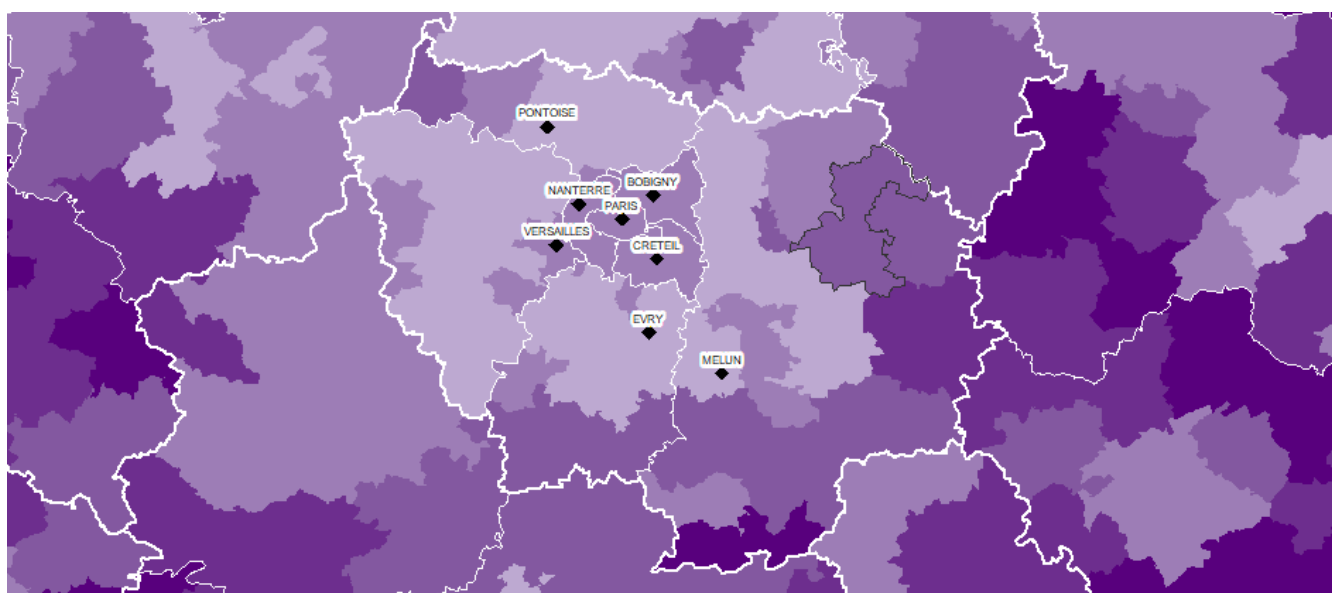 PONTOISE
BOBIGNY
NANTERRE
PARIS
VERSAILLES
CRETEIL
EVRY
MELUN